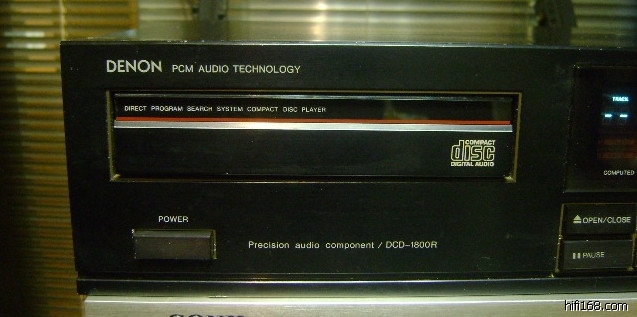 DENON PCM AUDIO TECHNOLOGY
DIRECT PROGRAM SEARCH SYSTEM COMPACT DISC PLAYER
TRACK
COMPACT
disc
DIGITAL AUDIO
COMPUTED
POWER
OPEN/CLOSE
Precision audio component / DCD-1800R
PAUSE
hifi168.com